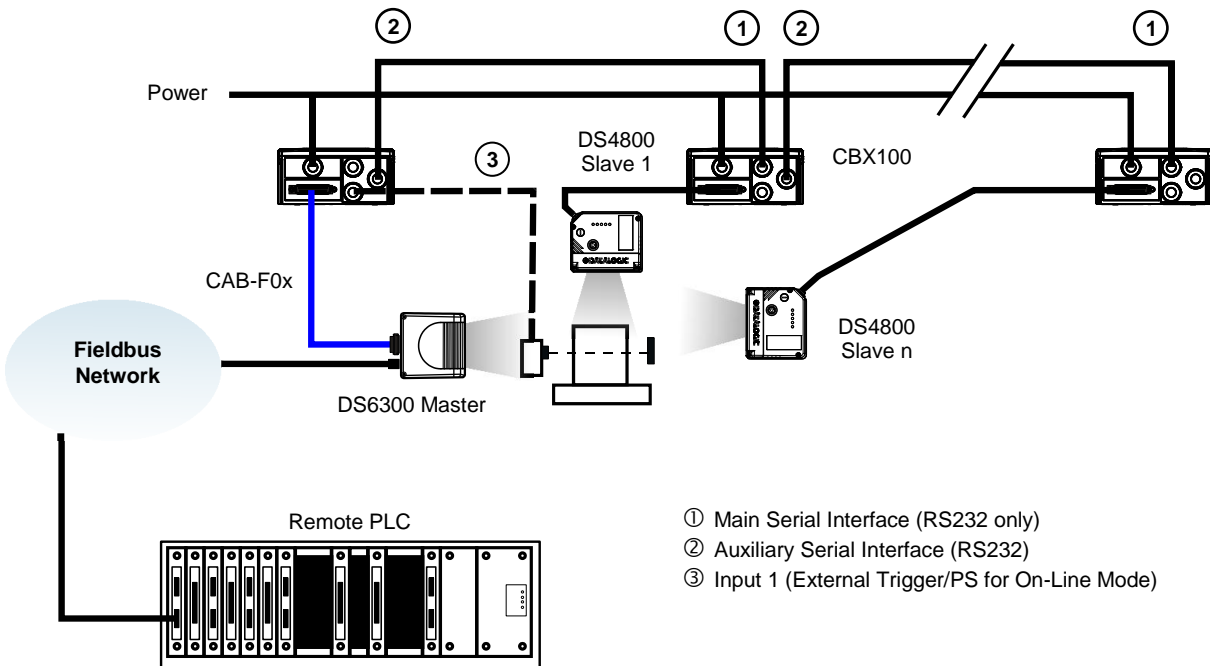 ② ① ② ①
Power
③
DS4800
Slave 1
CBX100
DATALOGIC
CAB-F0x
DATALOGIC
DS4800
Slave n
Fieldbus
Network
DS6300 Master
Remote PLC
① Main Serial Interface (RS232 only)
② Auxiliary Serial Interface (RS232)
③ Input 1 (External Trigger/PS for On-Line Mode)